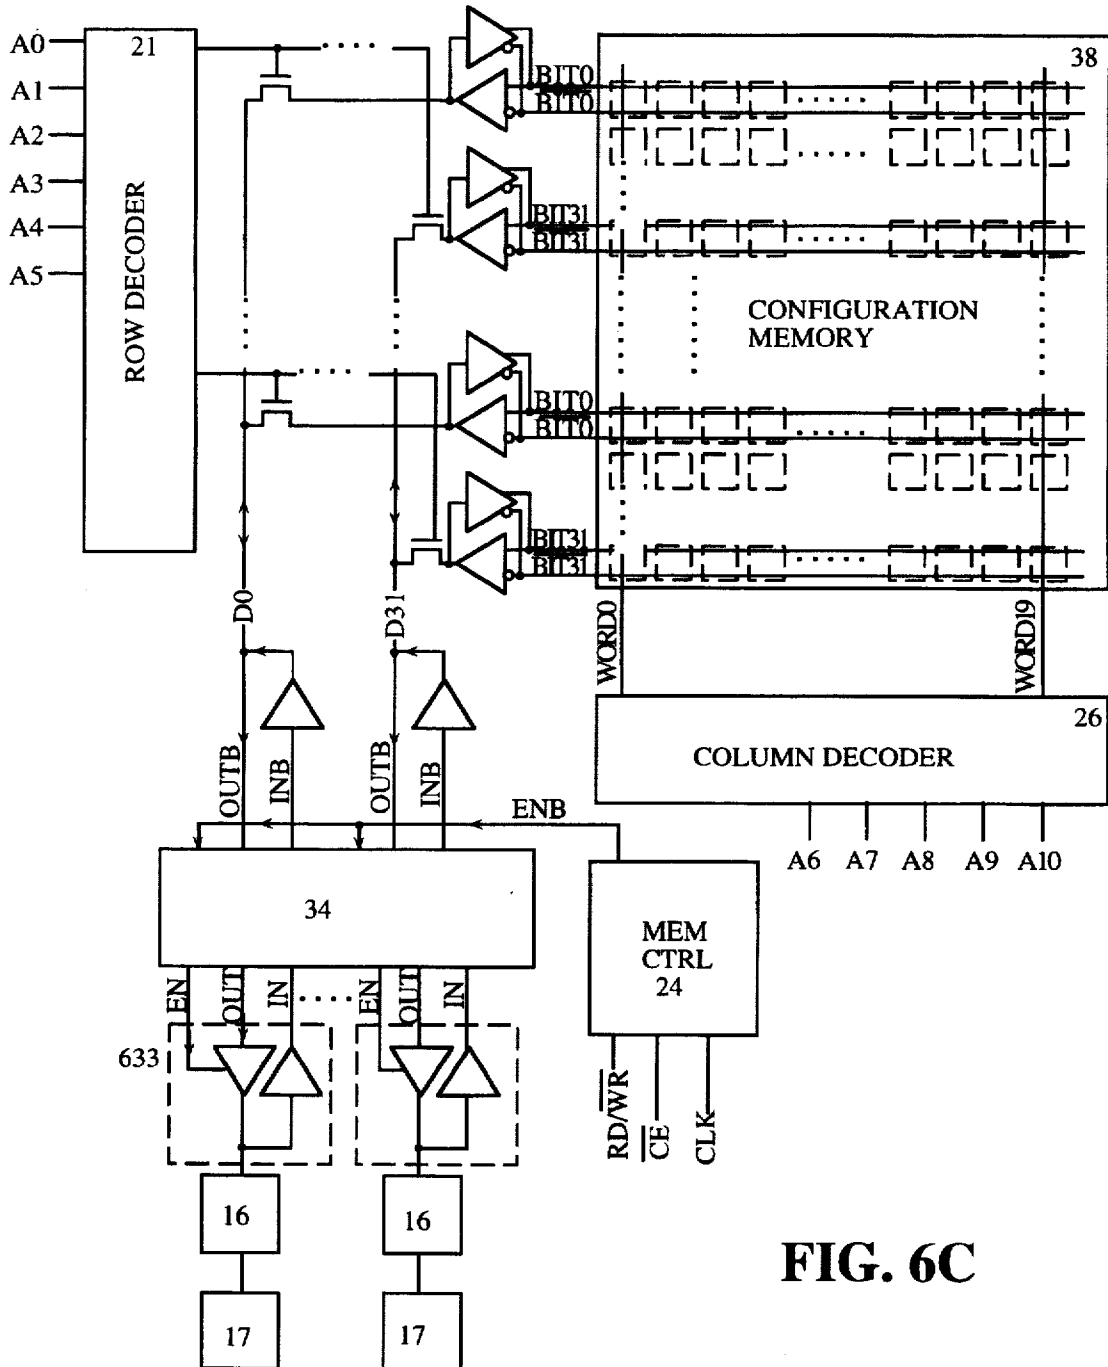 A0
A1
A2
A3
A4
A5
21
ROW DECODER
38
BIT0
BIT0
BIT31
BIT31
CONFIGURATION
MEMORY
BIT0
BIT0
BIT31
BIT31
D0
D31
WORD0
WORD19
26
COLUMN DECODER
A6
A7
A8
A9
A10
OUTB
INB
OUTB
INB
ENB
34
MEM
CTRL
24
EN
OUT
IN
EN
OUT
IN
633
RD/WR
CE
CLK
16
16
17
17
FIG. 6C